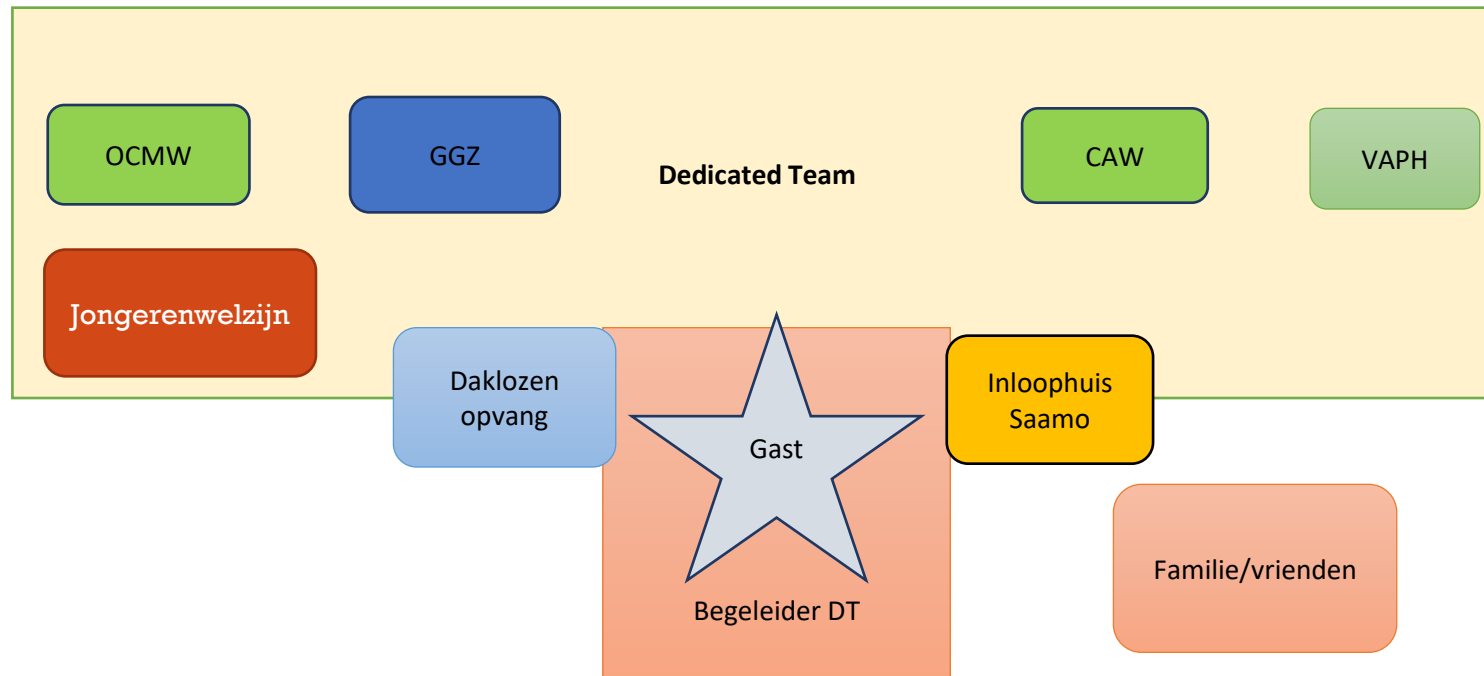 OCMW
GGZ
Dedicated Team
CAW
VAPH
Jongerenwelzijn
Daklozen
opvang
Gast
Inloophuis
Saamo
Familie/vrienden
Begeleider DT